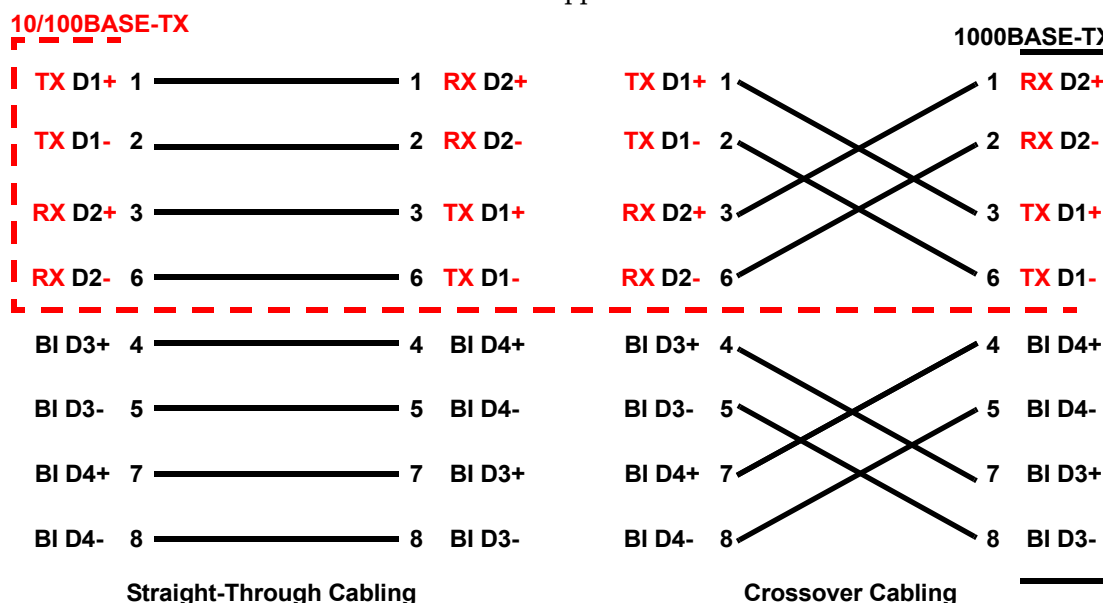 10/100BASE-TX
1000BASE-TX
TX D1+ 1 1 RX D2+ TX D1+ 1 1 RX D2+
TX D1- 2 2 RX D2- TX D1- 2 2 RX D2-
RX D2+ 3 3 TX D1+ RX D2+ 3 3 TX D1+
RX D2- 6 6 TX D1- RX D2- 6 6 TX D1-
BI D3+ 4 4 BI D4+ BI D3+ 4 4 BI D4+
BI D3- 5 5 BI D4- BI D3- 5 5 BI D4-
BI D4+ 7 7 BI D3+ BI D4+ 7 7 BI D3+
BI D4- 8 8 BI D3- BI D4- 8 8 BI D3-
Straight-Through Cabling Crossover Cabling